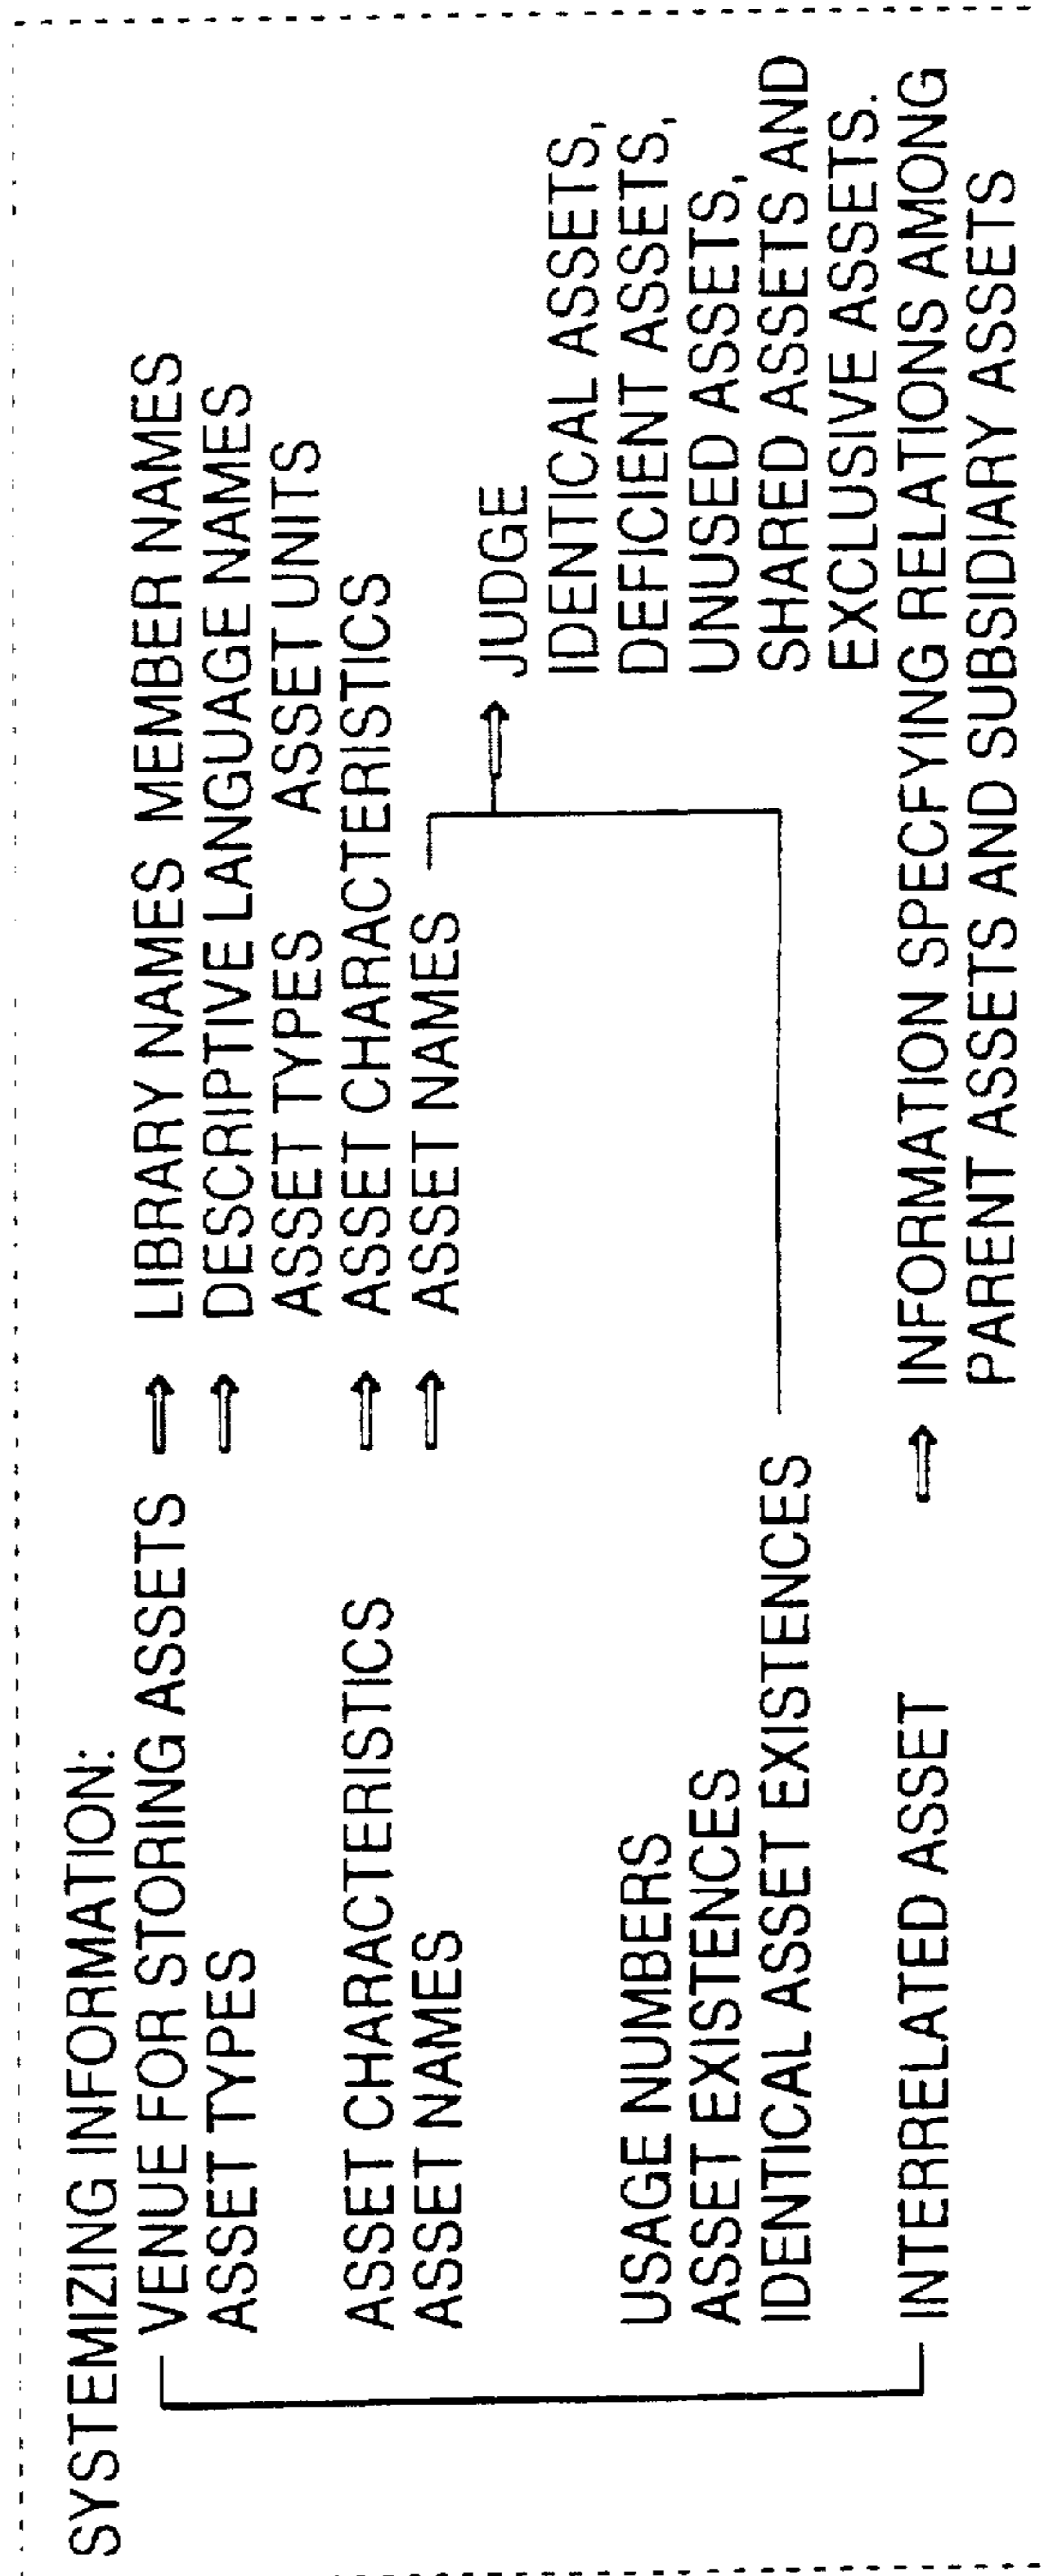 SYSTEMIZING INFORMATION:
VENUE FOR STORING ASSETS ⇒ LIBRARY NAMES MEMBER NAMES
ASSET TYPES ⇒ DESCRIPTIVE LANGUAGE NAMES
ASSET TYPES ASSET UNITS
ASSET CHARACTERISTICS ⇒ ASSET CHARACTERISTICS
ASSET NAMES ⇒ ASSET NAMES
⇒ JUDGE
IDENTICAL ASSETS,
USAGE NUMBERS DEFICIENT ASSETS,
ASSET EXISTENCES UNUSED ASSETS,
IDENTICAL ASSET EXISTENCES SHARED ASSETS AND
EXCLUSIVE ASSETS.
INTERRELATED ASSET ⇒ INFORMATION SPECFYING RELATIONS AMONG
PARENT ASSETS AND SUBSIDIARY ASSETS